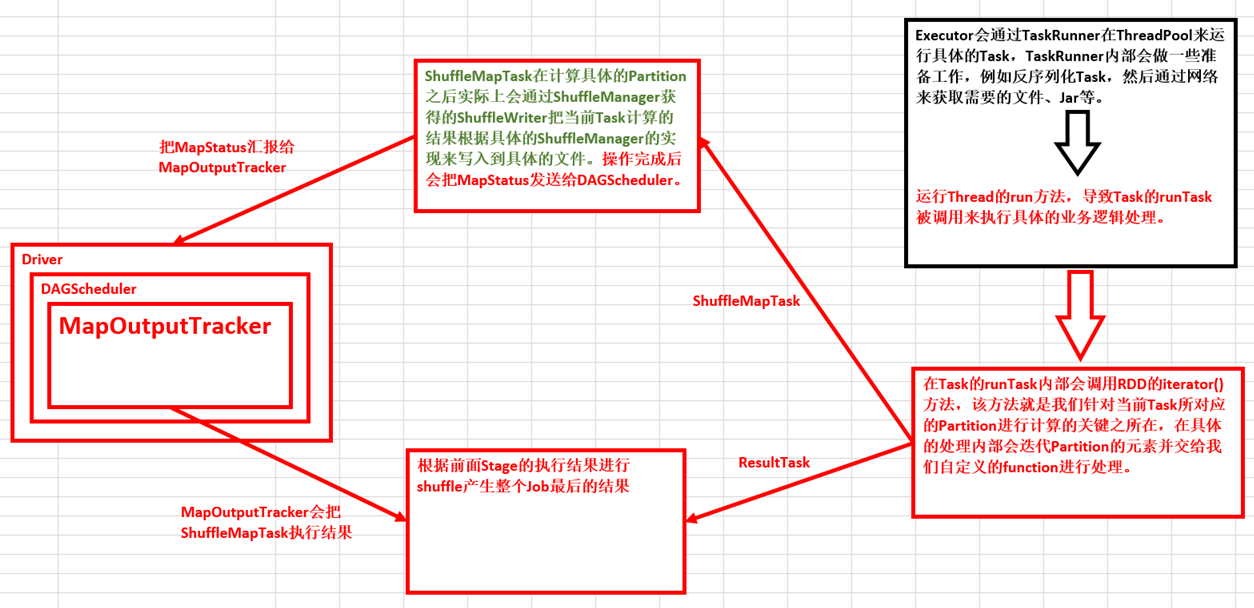 Executor会通过TaskRunner在ThreadPool来运
行具体的Task，TaskRunner内部会做一些准
备工作，例如反序列化Task，然后通过网络
来获取需要的文件、Jar等。
运行Thread的run方法，导致Task的runTask
被调用来执行具体的业务逻辑处理。
在Task的runTask内部会调用RDD的iterator()
方法，该方法就是我们针对当前Task所对应
的Partition进行计算的关键之所在，在具体
的处理内部会迭代Partition的元素并交给我
们自定义的function进行处理。
ShuffleMapTask
ShuffleMapTask在计算具体的Partition
之后实际上会通过ShuffleManager获
得的ShuffleWriter把当前Task计算的
结果根据具体的ShuffleManager的实
现来写入到具体的文件。操作完成后
会把MapStatus发送给DAGScheduler。
把MapStatus汇报给
MapOutputTracker
Driver
DAGScheduler
MapOutputTracker
MapOutputTracker会把
ShuffleMapTask执行结果
ResultTask
根据前面Stage的执行结果进行
shuffle产生整个Job最后的结果